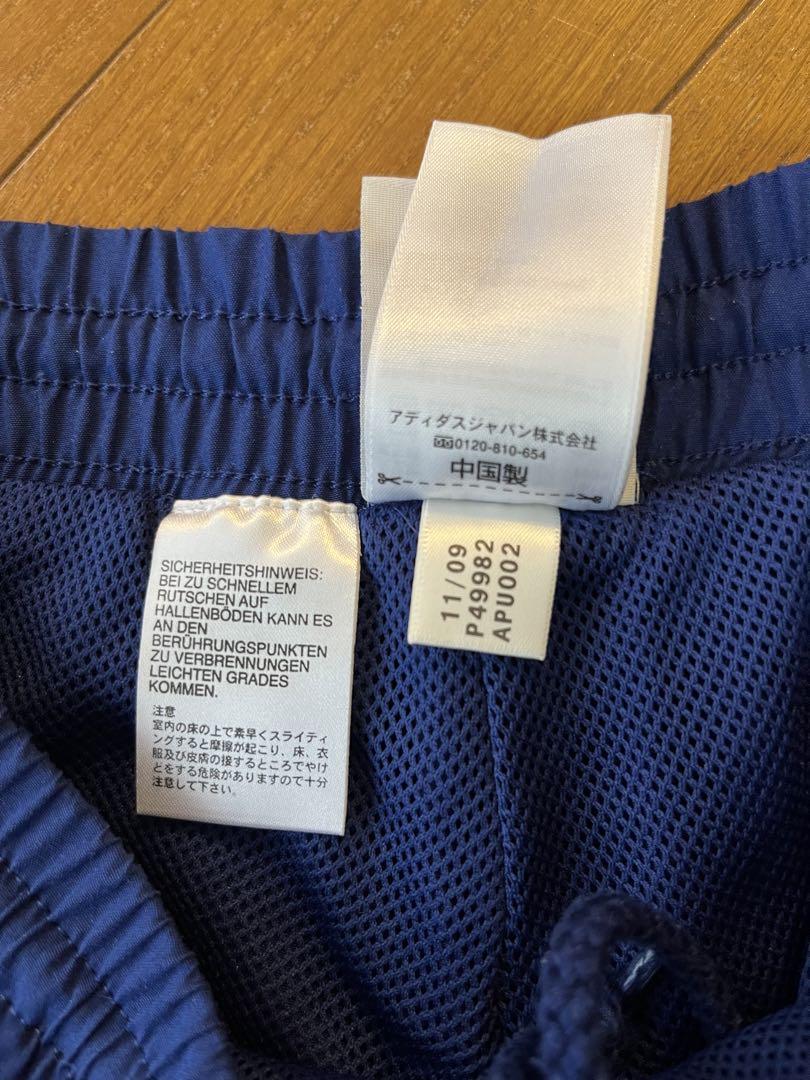 アディダスジャパン株式会社
0120-810-654
中国製
11/09
P49982
APU002
SICHERHEITSHINWEIS:
BEI ZU SCHNELLEM
RUTSCHEN AUF
HALLENBÖDEN KANN ES
AN DEN
BERÜHRUNGSPUNKTEN
ZU VERBRENNUNGEN
LEICHTEN GRADES
KOMMEN.
注意
室内の床の上で素早くスライティ
ングすると摩擦が起こり、床、衣
服及び皮膚の接するところでやけ
どをする危険がありますので十分
注意して下さい。